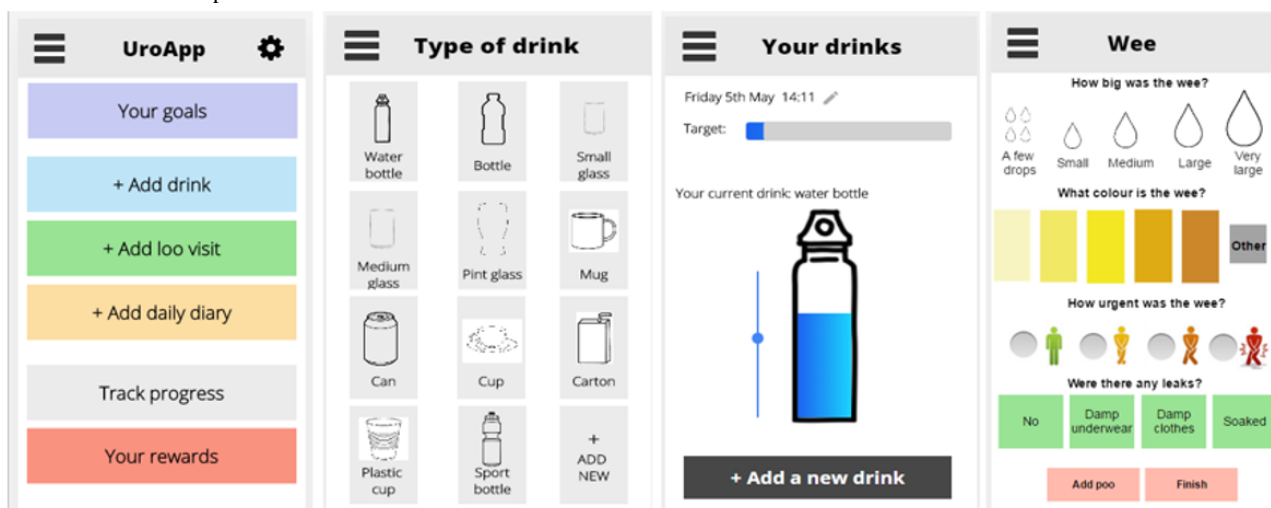 UroApp
Your goals
+ Add drink
+ Add loo visit
+ Add daily diary
Track progress
Your rewards
Type of drink
Water bottle
Bottle
Small glass
Medium glass
Pint glass
Mug
Can
Cup
Carton
Plastic cup
Sport bottle
+ ADD NEW
Your drinks
Friday 5th May 14:11
Target:
Your current drink: water bottle
+ Add a new drink
Wee
How big was the wee?
A few drops
Small
Medium
Large
Very large
What colour is the wee?
Other
How urgent was the wee?
Were there any leaks?
No
Damp underwear
Damp clothes
Soaked
Add poo
Finish